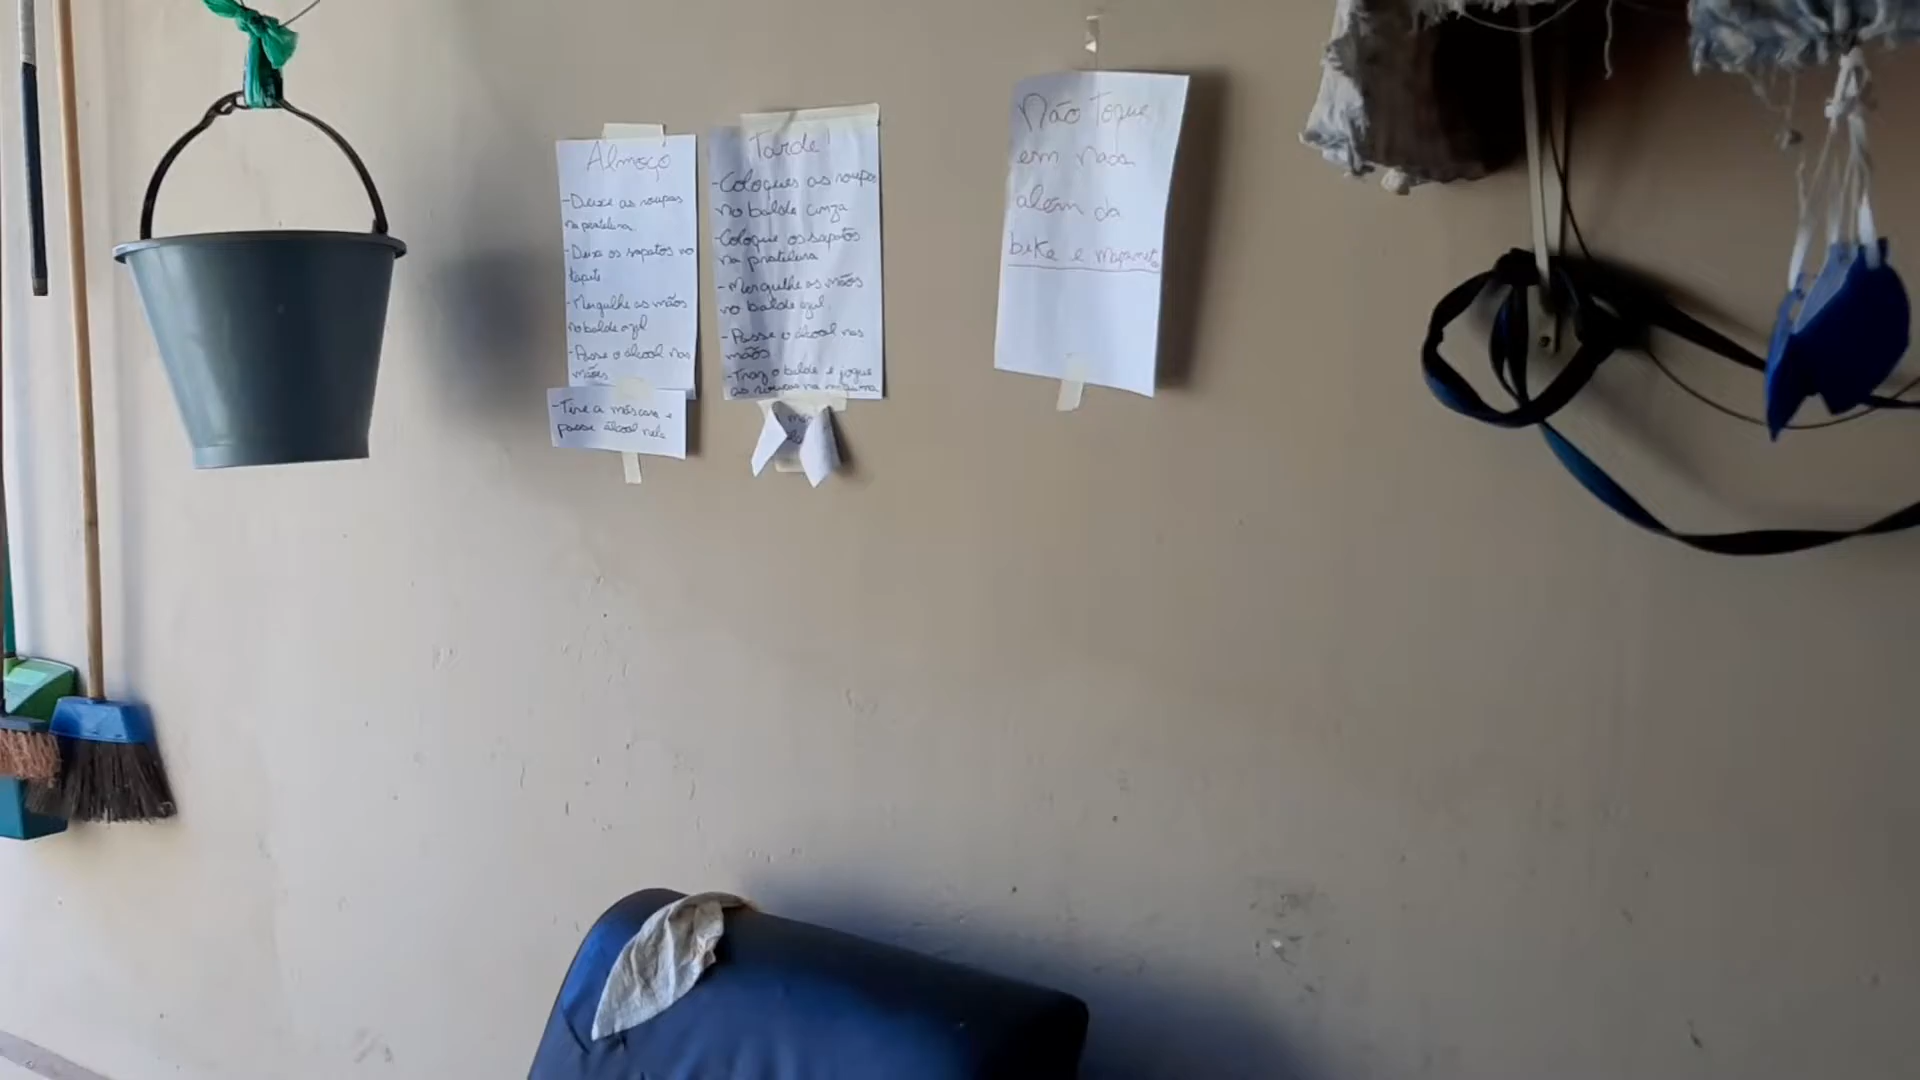 Almoço
-Deixe as roupas
na prateleira
-Deixa os sapatos no
tapete
-Mergulhe as mãos
no balde azul
-Passe o álcool nas
mãos
-Tire a máscara e
passe álcool nela
Tarde!
-Coloques as roupas
no balde cinza
-Coloque os sapatos
na prateleira
-Mergulhe as mãos
no balde azul.
-Passe o álcool nas
mãos
-Traz o balde e jogue
as roupas na máquina
Não Toque
em nada
além da
bike e